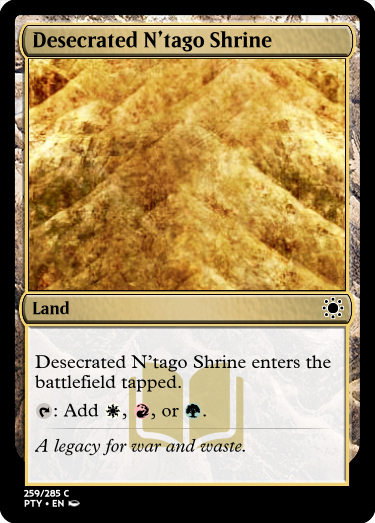 Desecrated N'tago Shrine
Land
Desecrated N'tago Shrine enters the
battlefield tapped.
: Add , , or .
A legacy for war and waste.
259/285 C
PTY • EN